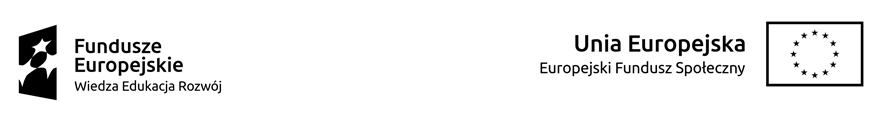 Fundusze
Europejskie
Wiedza Edukacja Rozwój
Unia Europejska
Europejski Fundusz Społeczny